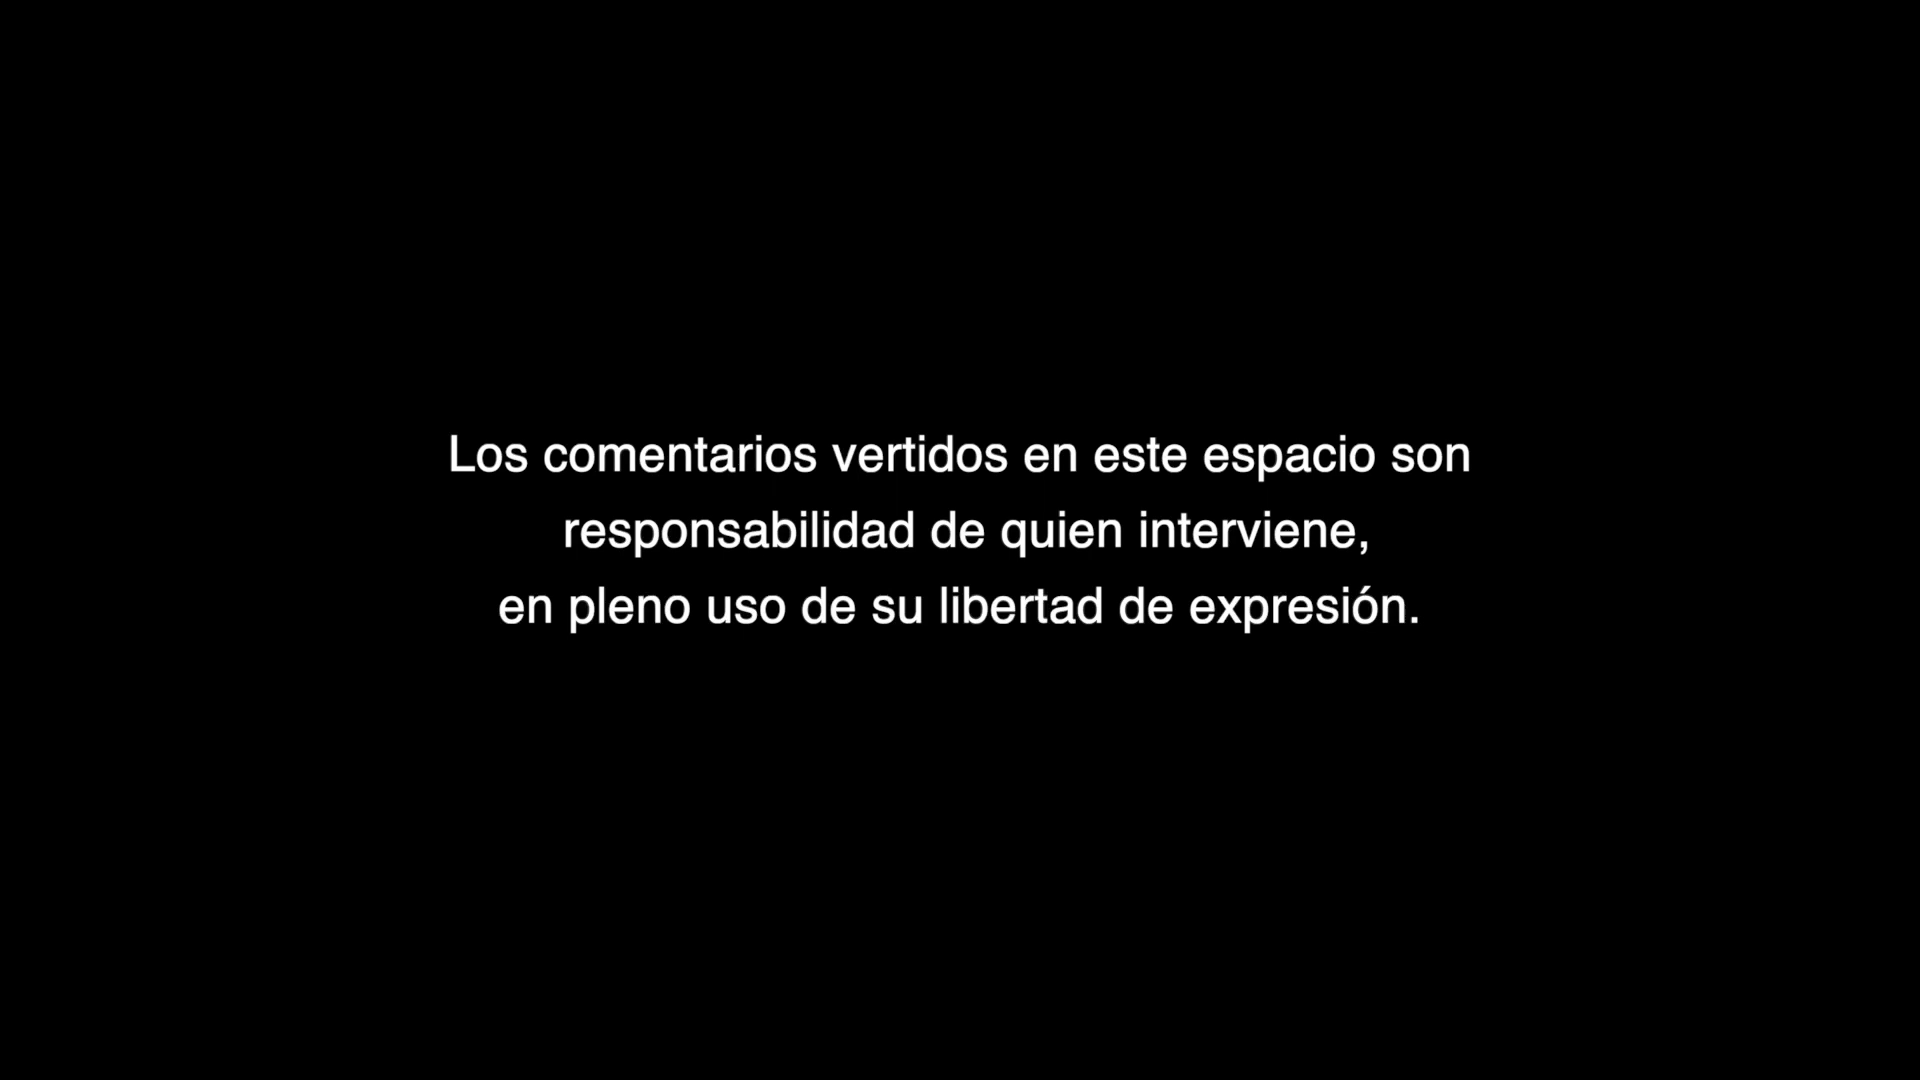 Los comentarios vertidos en este espacio son
responsabilidad de quien interviene,
en pleno uso de su libertad de expresión.